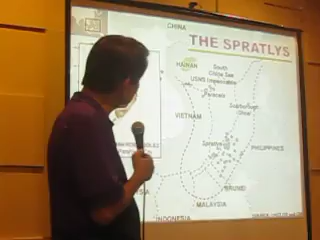 CHINA
THE SPRATLYS
HAINAN
South
China Sea
USNS Impeccable
Paracels
Scarborough
Shoal
VIETNAM
Spratlys
PHILIPPINES
BRUNEI
MALAYSIA
INDONESIA